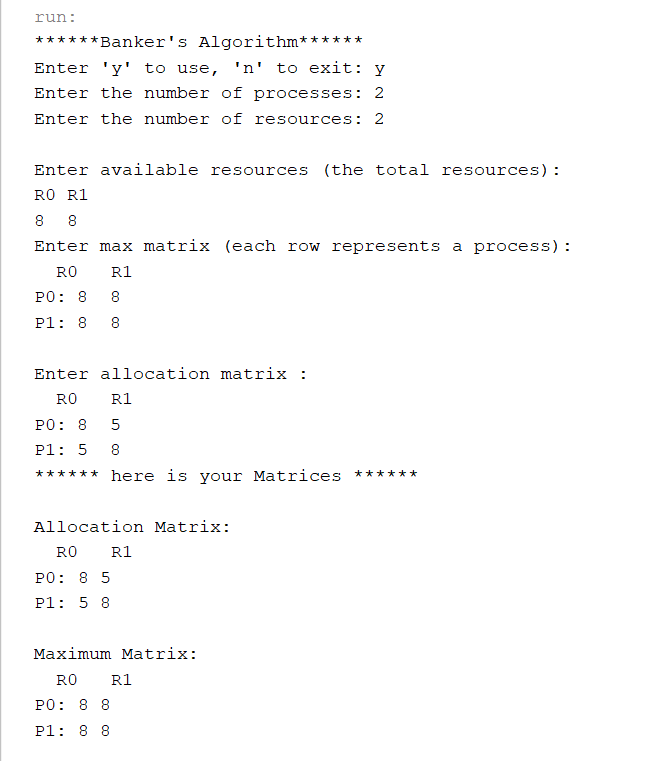 run:
******Banker's Algorithm******
Enter 'y' to use, 'n' to exit: y
Enter the number of processes: 2
Enter the number of resources: 2
Enter available resources (the total resources):
R0 R1
8 8
Enter max matrix (each row represents a process):
R0 R1
P0: 8 8
P1: 8 8
Enter allocation matrix :
R0 R1
P0: 8 5
P1: 5 8
****** here is your Matrices ******
Allocation Matrix:
R0 R1
P0: 8 5
P1: 5 8
Maximum Matrix:
R0 R1
P0: 8 8
P1: 8 8